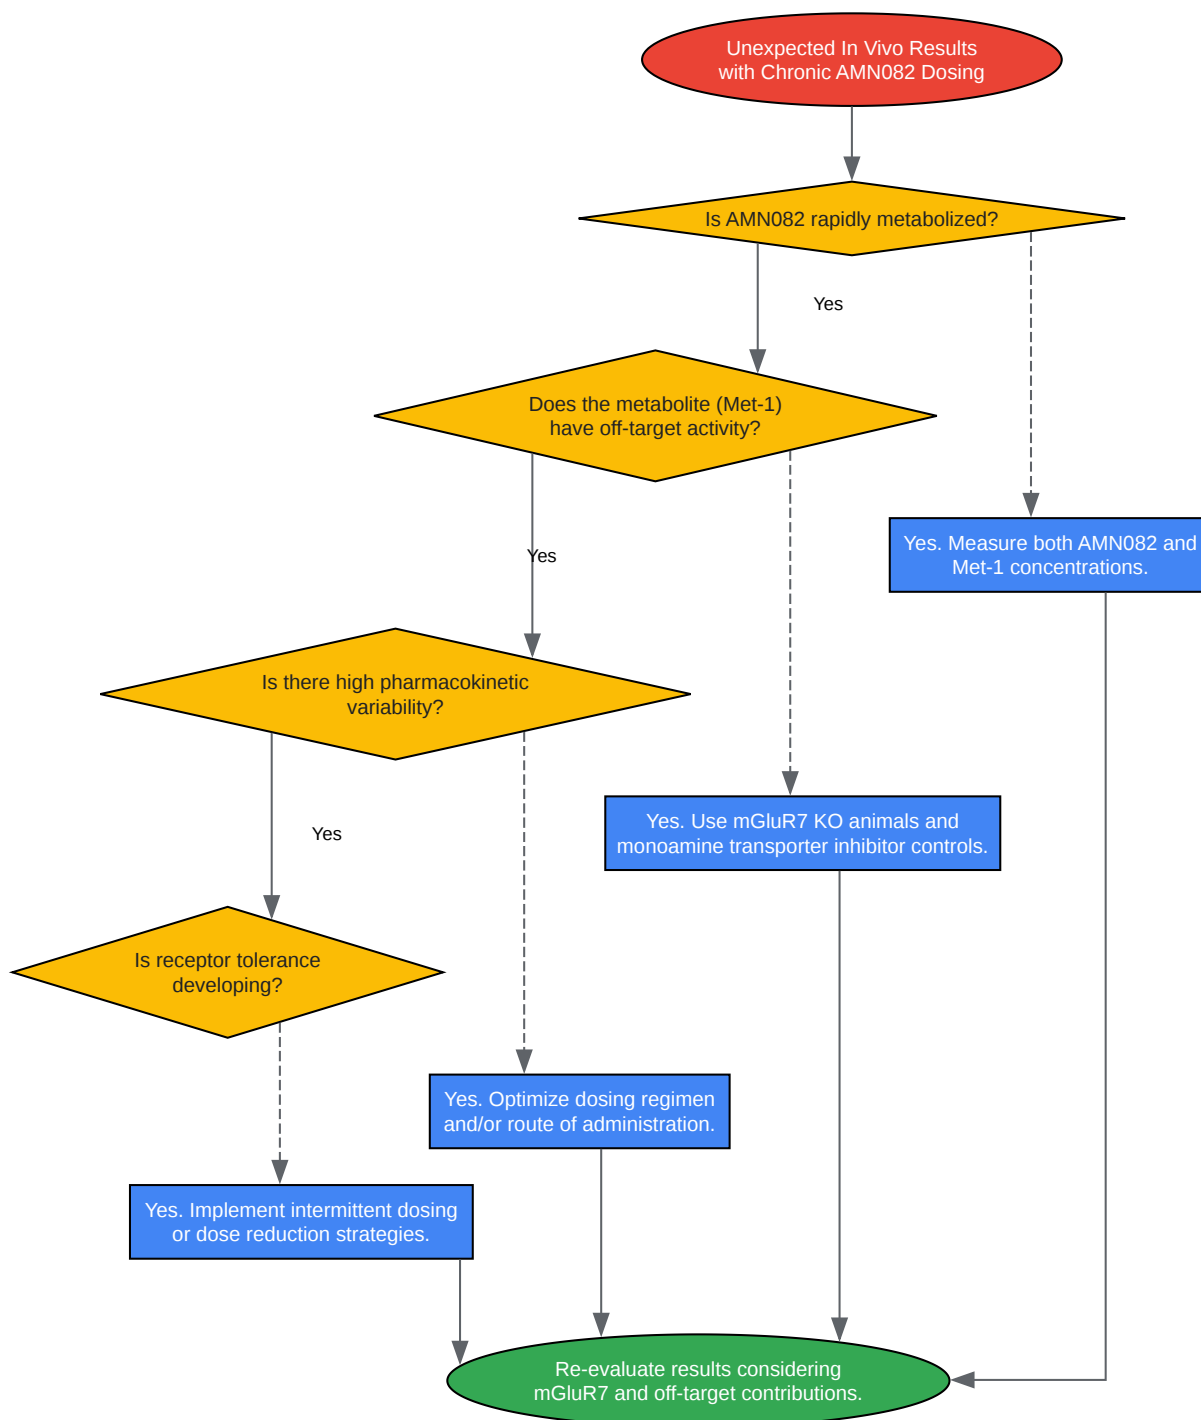 Unexpected In Vivo Results
with Chronic AMN082 Dosing
Is AMN082 rapidly metabolized?
Yes
Does the metabolite (Met-1)
have off-target activity?
Yes. Measure both AMN082 and
Met-1 concentrations.
Yes
Is there high pharmacokinetic
variability?
Yes. Use mGluR7 KO animals and
monoamine transporter inhibitor controls.
Yes
Is receptor tolerance
developing?
Yes. Optimize dosing regimen
and/or route of administration.
Yes. Implement intermittent dosing
or dose reduction strategies.
Re-evaluate results considering
mGluR7 and off-target contributions.